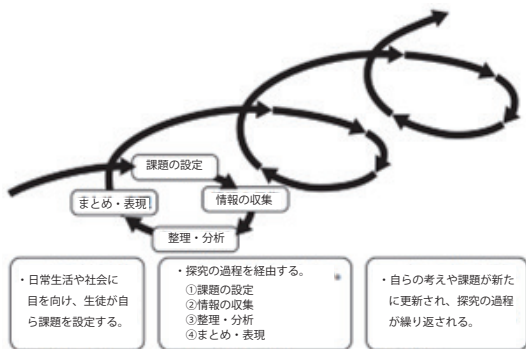 課題の設定
情報の収集
まとめ・表現
整理・分析
・日常生活や社会に
目を向け、生徒が自
ら課題を設定する。
・探究の過程を経由する。
①課題の設定
②情報の収集
③整理・分析
④まとめ・表現
・自らの考えや課題が新た
に更新され、探究の過程
が繰り返される。